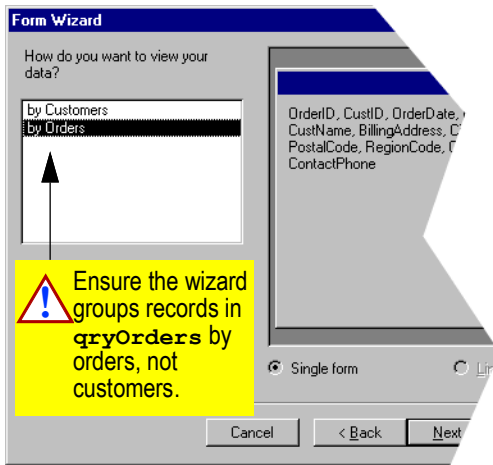 Form Wizard
How do you want to view your
data?
by Customers
by Orders
OrderID, CustID, OrderDate,
CustName, BillingAddress,
PostalCode, RegionCode,
ContactPhone
! Ensure the wizard
groups records in
qryOrders by
orders, not
customers.
Single form
Cancel
< Back
Next